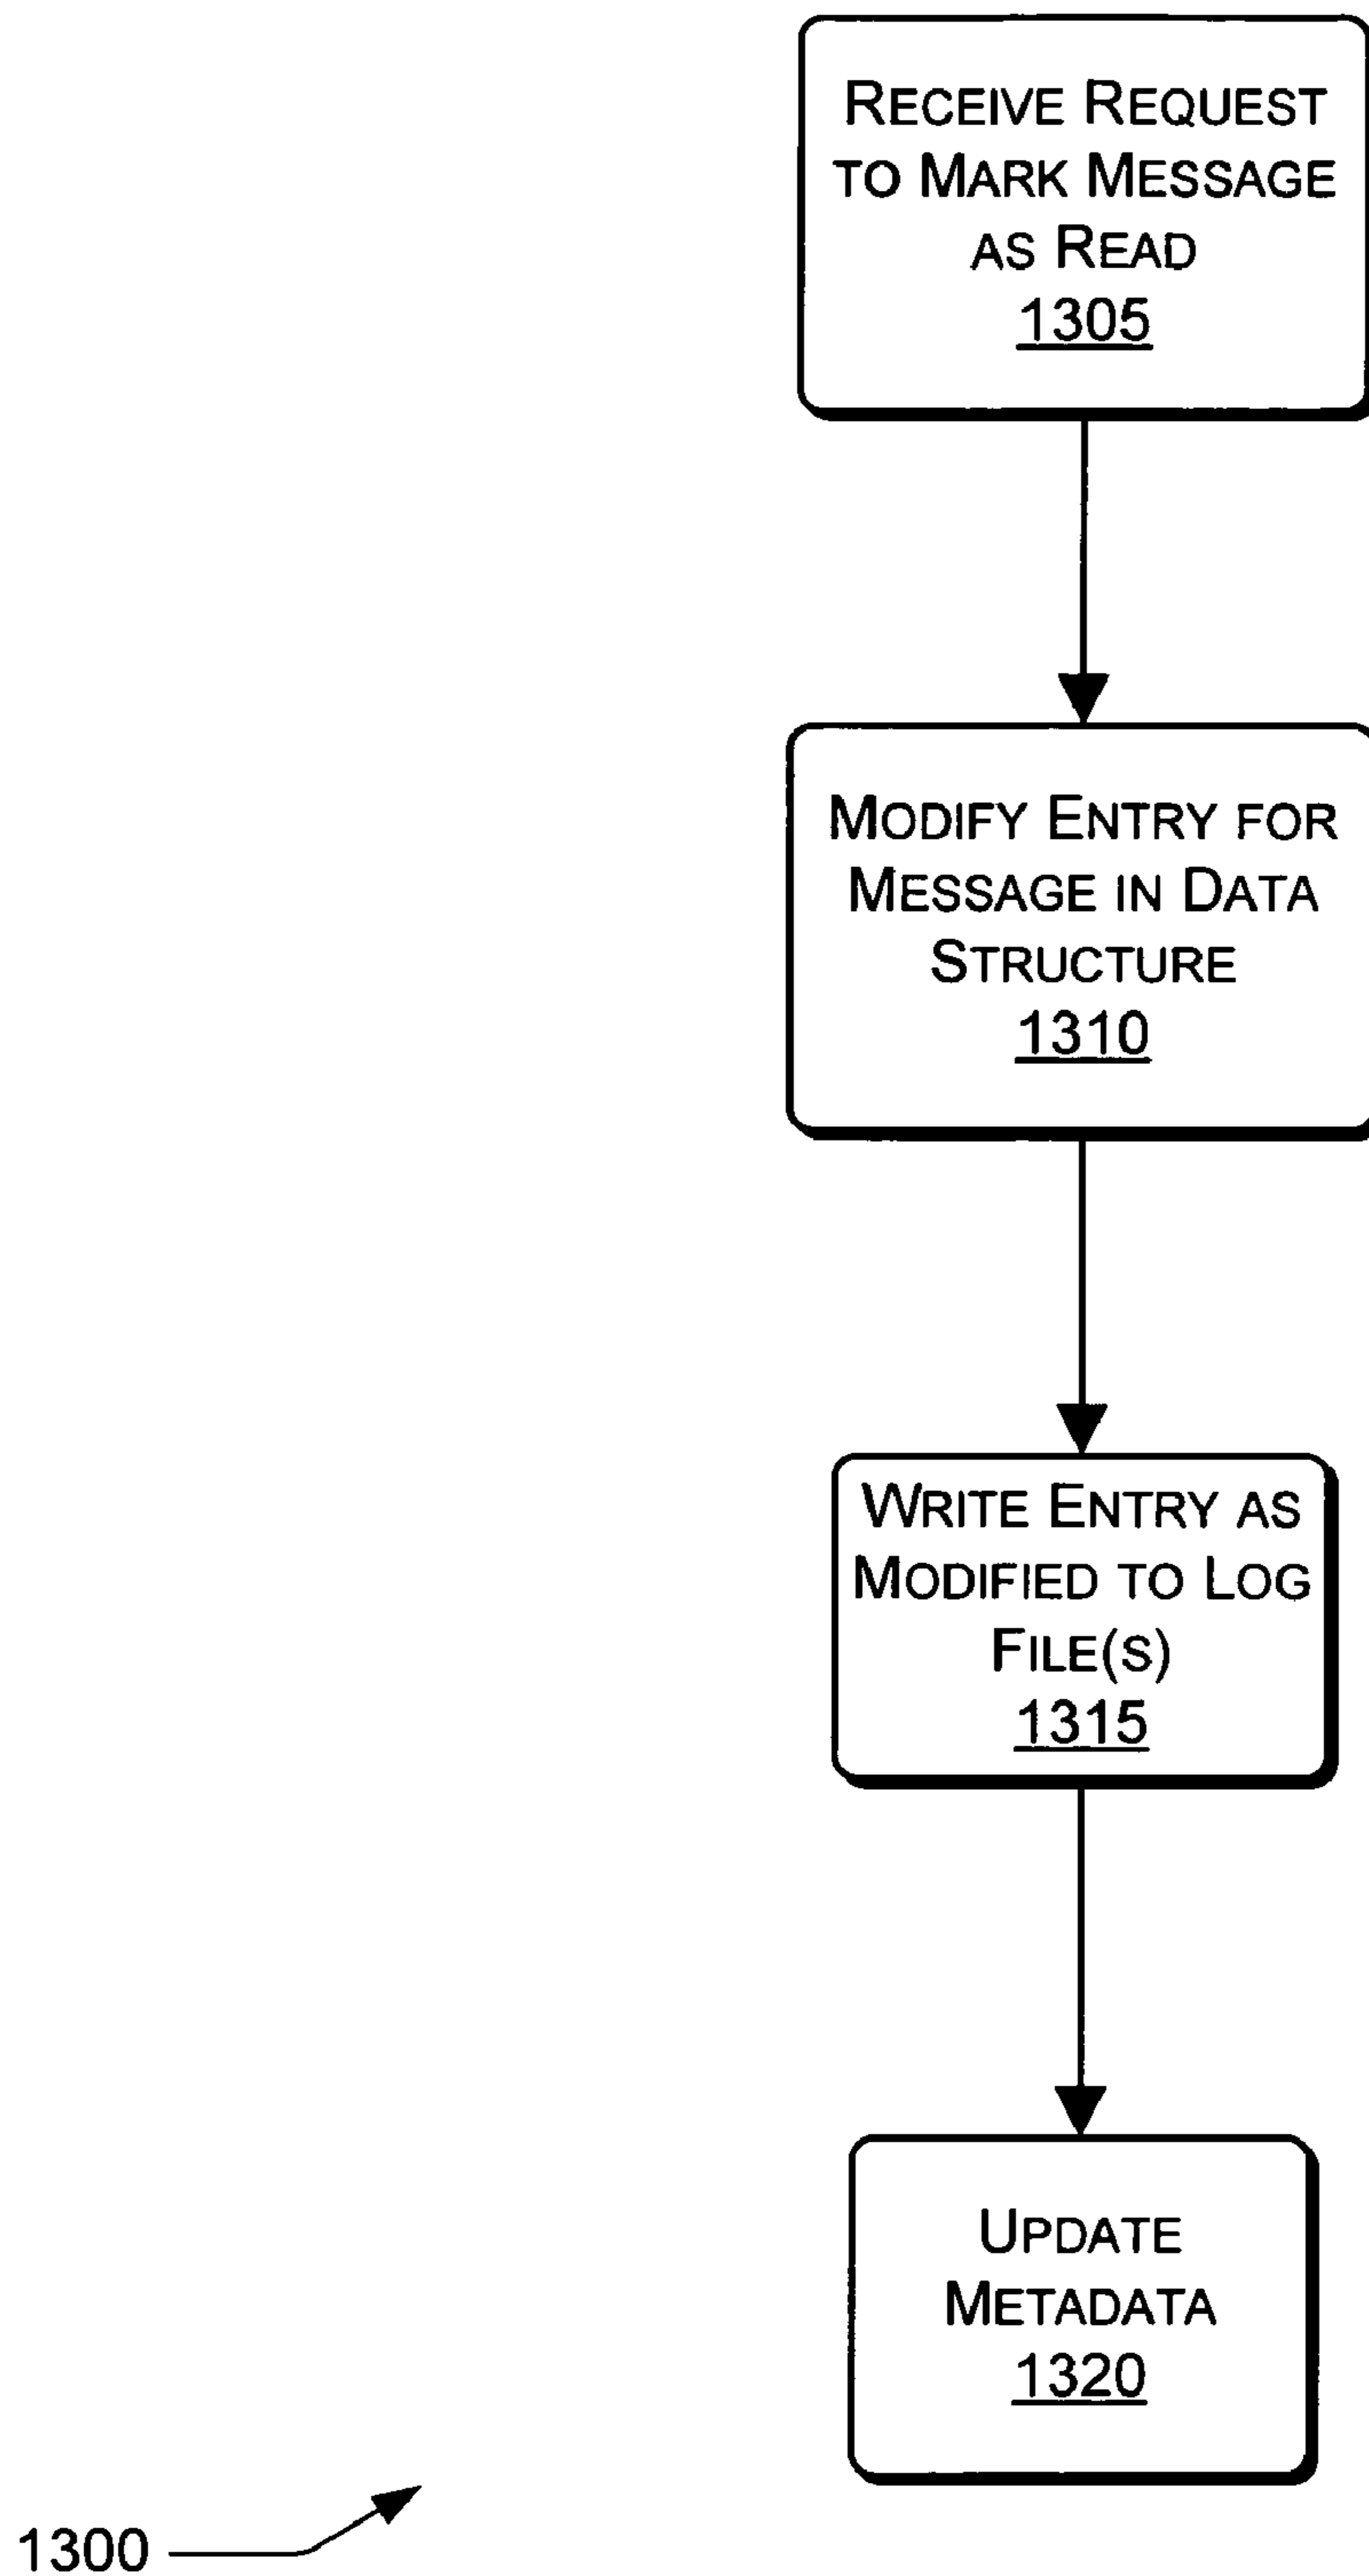 RECEIVE REQUEST
TO MARK MESSAGE
AS READ
1305
MODIFY ENTRY FOR
MESSAGE IN DATA
STRUCTURE
1310
WRITE ENTRY AS
MODIFIED TO LOG
FILE(S)
1315
UPDATE
METADATA
1320
1300